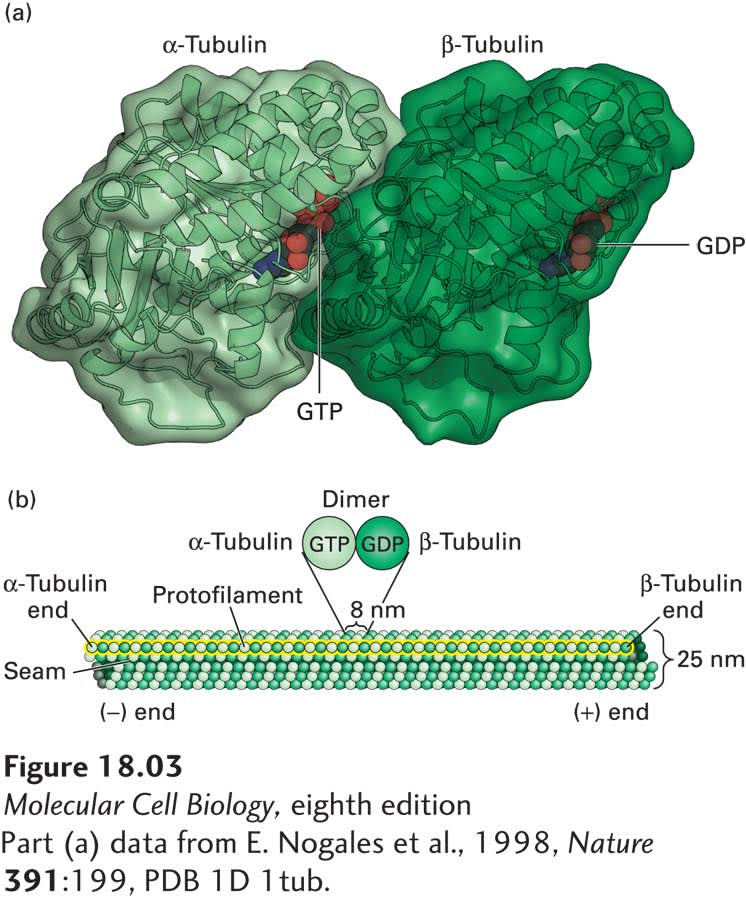 (a)
α-Tubulin
β-Tubulin
GDP
GTP
(b)
Dimer
α-Tubulin
GTP
GDP
β-Tubulin
α-Tubulin
end
Protofilament
8 nm
β-Tubulin
end
Seam
25 nm
(–) end
(+) end
Figure 18.03
Molecular Cell Biology, eighth edition
Part (a) data from E. Nogales et al., 1998, Nature
391:199, PDB 1D 1tub.